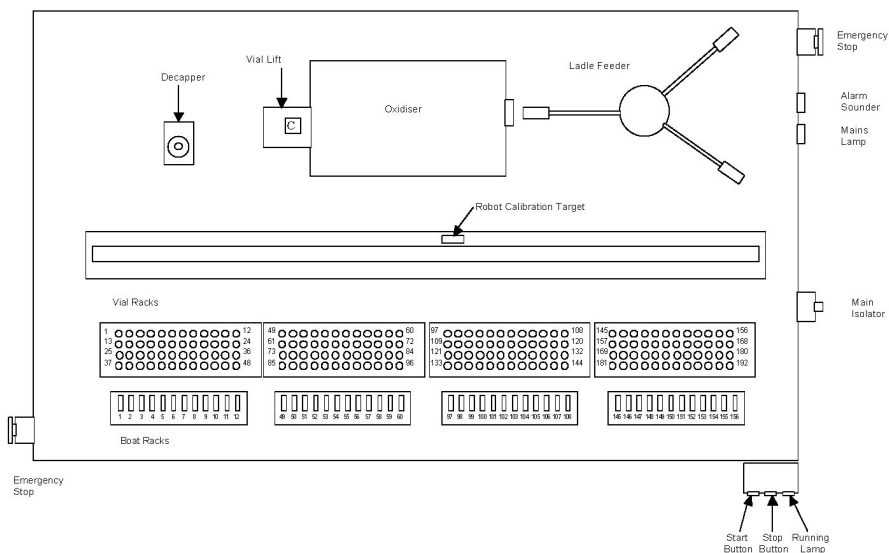 Emergency
Stop
Ladle Feeder
Vial Lift
Decapper
Alarm
Sounder
Oxidiser
C
Mains
Lamp
Robot Calibration Target
Vial Racks
Main
Isolator
1 12 49 60 97 108 145 156
13 24 61 72 109 120 157 168
25 36 73 84 121 132 169 180
37 48 85 96 133 144 181 192
1 2 3 4 5 6 7 8 9 10 11 12 49 50 51 52 53 54 55 56 57 58 59 60 97 98 99 100 101 102 103 104 105 106 107 108 145 146 147 148 149 150 151 152 153 154 155 156
Boat Racks
Emergency
Stop
Start
Button
Stop
Button
Running
Lamp